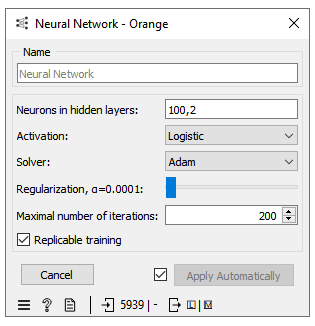 Neural Network - Orange
Name
Neural Network
Neurons in hidden layers: 100,2
Activation: Logistic
Solver: Adam
Regularization, α=0.0001:
Maximal number of iterations: 200
Replicable training
Cancel Apply Automatically
? 5939 | - |